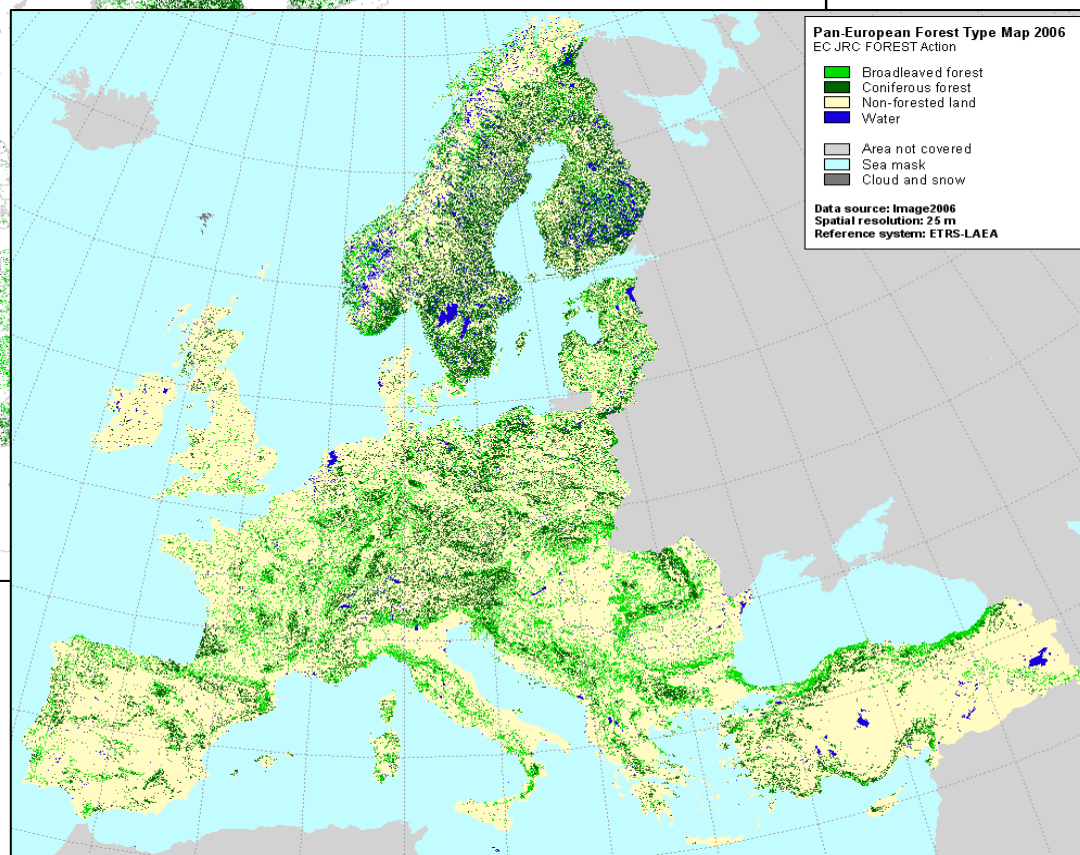 Pan-European Forest Type Map 2006
EC JRC FOREST Action
Broadleaved forest
Coniferous forest
Non-forested land
Water
Area not covered
Sea mask
Cloud and snow
Data source: Image2006
Spatial resolution: 25 m
Reference system: ETRS-LAEA